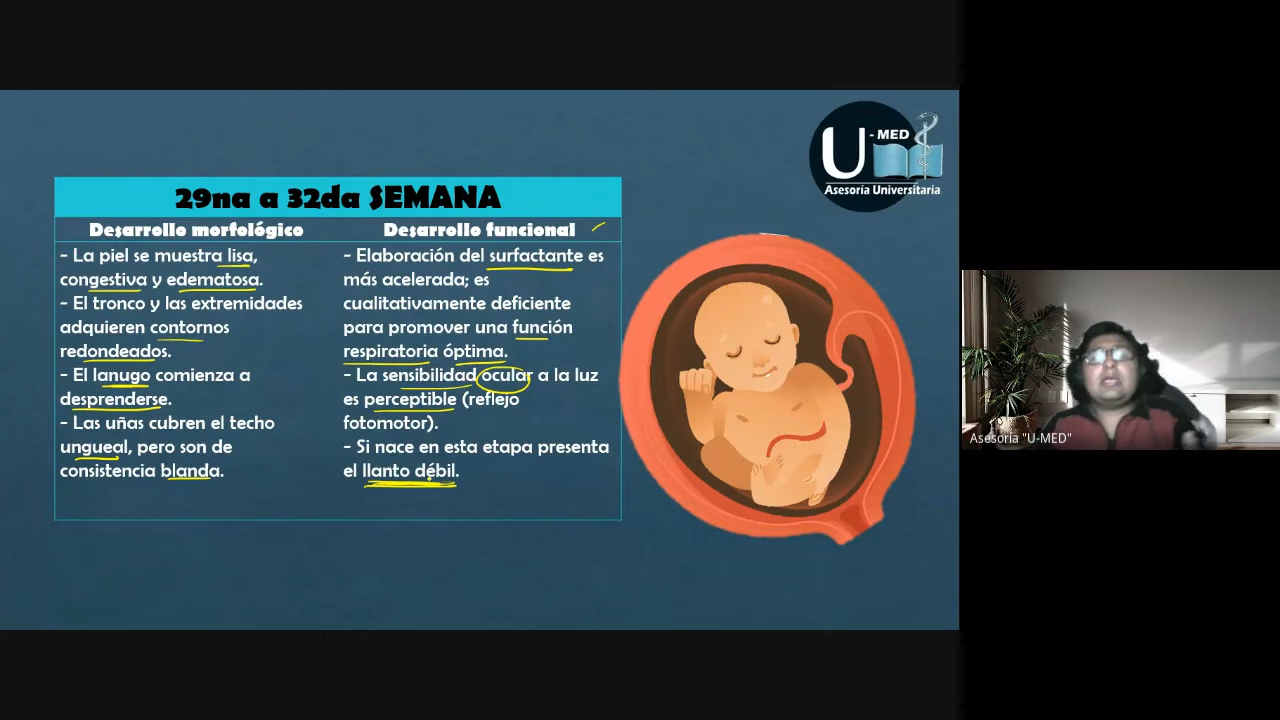 U - MED
Asesoría Universitaria
29na a 32da SEMANA
Desarrollo morfológico
- La piel se muestra lisa,
congestiva y edematosa.
- El tronco y las extremidades
adquieren contornos
redondeados.
- El lanugo comienza a
desprenderse.
- Las uñas cubren el techo
ungueal, pero son de
consistencia blanda.
Desarrollo funcional
- Elaboración del surfactante es
más acelerada; es
cualitativamente deficiente
para promover una función
respiratoria óptima.
- La sensibilidad ocular a la luz
es perceptible (reflejo
fotomotor).
- Si nace en esta etapa presenta
el llanto débil.
Asesoria "U-MED"